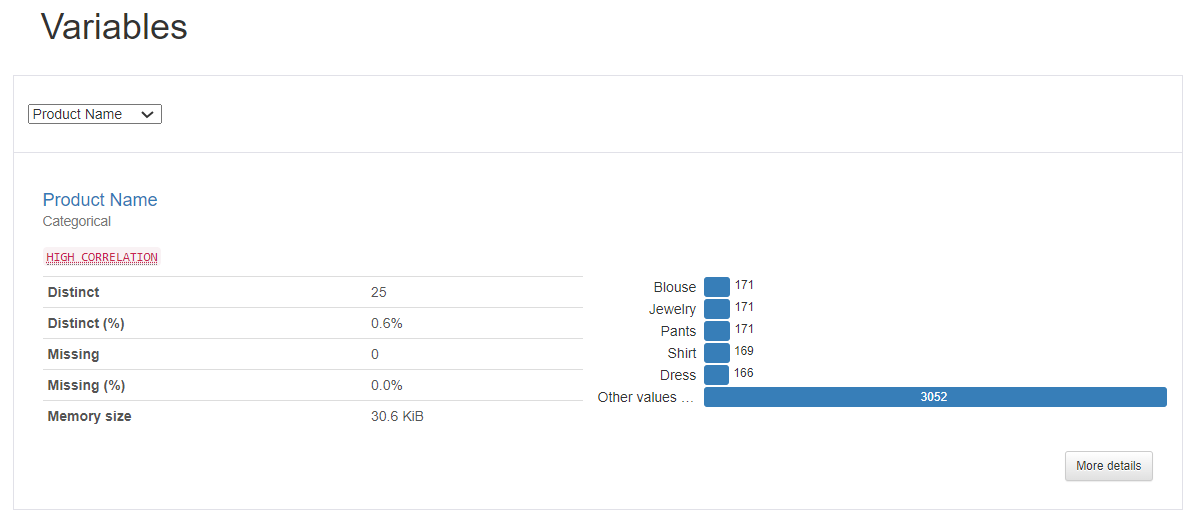 Variables
Product Name
Product Name
Categorical
HIGH CORRELATION
Distinct 25
Distinct (%) 0.6%
Missing 0
Missing (%) 0.0%
Memory size 30.6 KiB
Blouse 171
Jewelry 171
Pants 171
Shirt 169
Dress 166
Other values ... 3052
More details